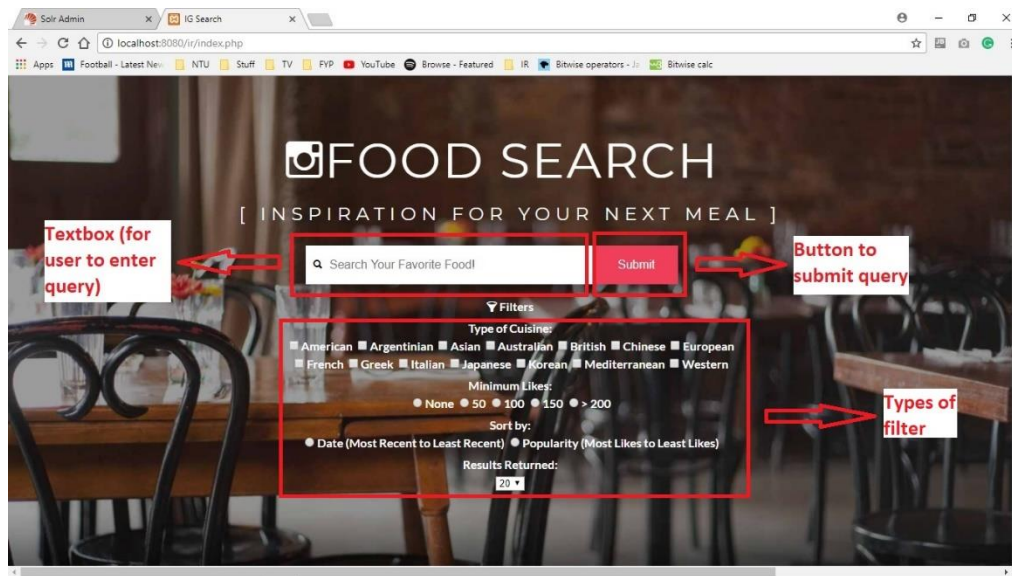 Solr Admin
IG Search
localhost:8080/ir/index.php
Apps Football - Latest New NTU Stuff TV FYP YouTube Browse - Featured IR Bitwise operators - Ja Bitwise calc
FOOD SEARCH
[ INSPIRATION FOR YOUR NEXT MEAL ]
Textbox (for
user to enter
query)
Search Your Favorite Food!
Submit
Button to
submit query
Filters
Type of Cuisine:
American Argentinian Asian Australian British Chinese European
French Greek Italian Japanese Korean Mediterranean Western
Minimum Likes:
None 50 100 150 > 200
Sort by:
Date (Most Recent to Least Recent) Popularity (Most Likes to Least Likes)
Results Returned:
20
Types of
filter